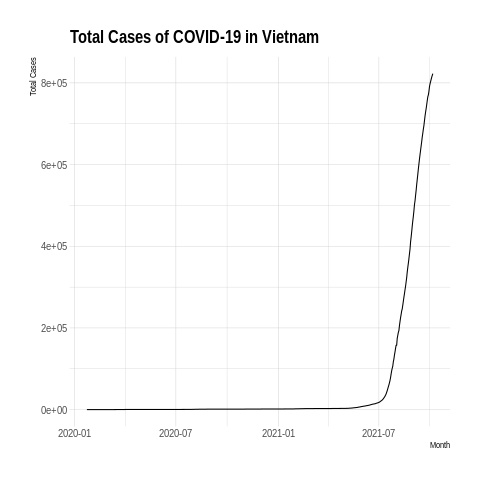 Total Cases of COVID-19 in Vietnam
Total Cases
8e+05
6e+05
4e+05
2e+05
0e+00
2020-01 2020-07 2021-01 2021-07
Month